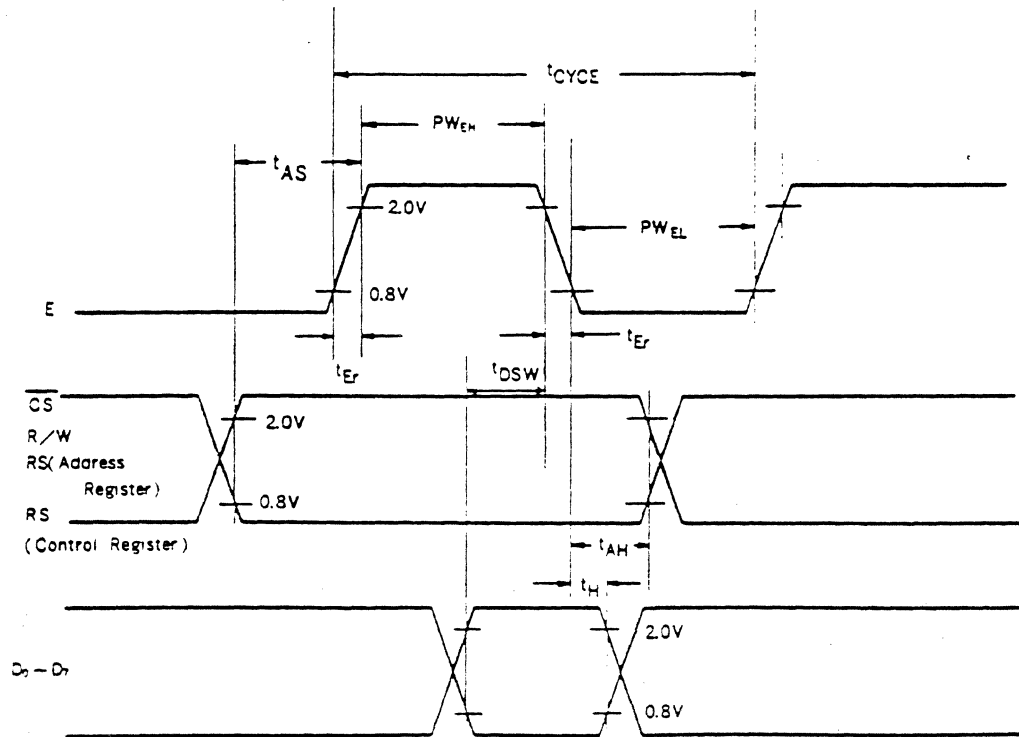 tCYCE
PWEH
tAS
2.0V
PWEL
0.8V
E
tEr
tEr
tDSW
CS
2.0V
R/W
RS(Address
Register)
0.8V
RS
(Control Register)
tAH
tH
2.0V
D0–D7
0.8V